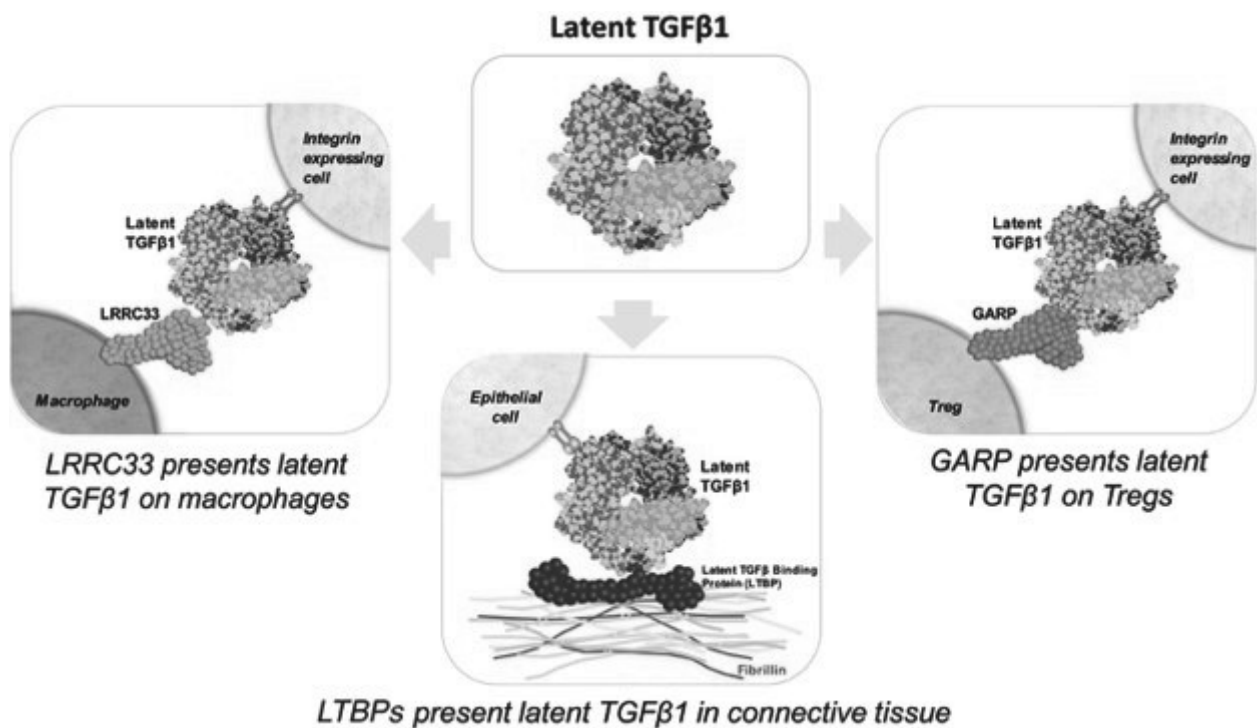 Latent TGFβ1
Integrin
expressing
cell
Latent
TGFβ1
LRRC33
Macrophage
LRRC33 presents latent
TGFβ1 on macrophages
Integrin
expressing
cell
Latent
TGFβ1
GARP
Treg
GARP presents latent
TGFβ1 on Tregs
Epithelial
cell
Latent
TGFβ1
Latent TGFβ Binding
Protein (LTBP)
Fibrillin
LTBPs present latent TGFβ1 in connective tissue